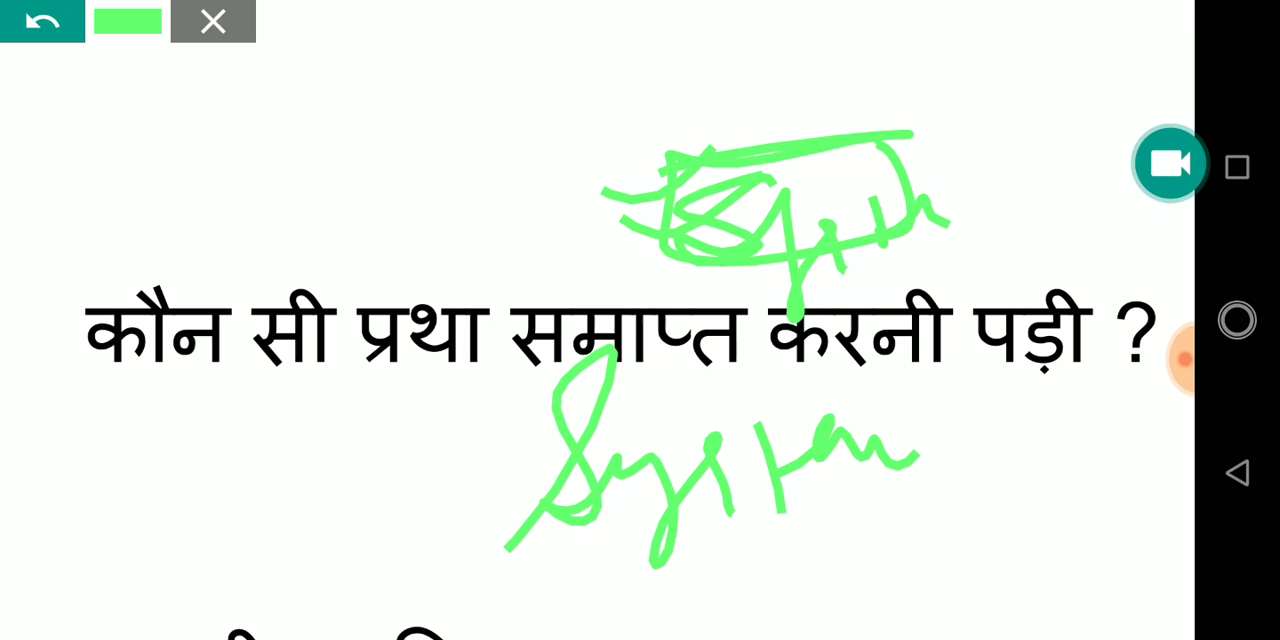 कौन सी प्रथा समाप्त करनी पड़ी ?
System